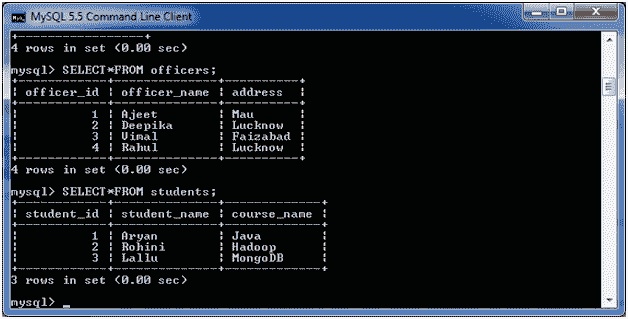 MySQL 5.5 Command Line Client
+--------------------+
4 rows in set (0.00 sec)
mysql> SELECT*FROM officers;
+------------+--------------+-----------+
| officer_id | officer_name | address   |
+------------+--------------+-----------+
|          1 | Ajeet        | Mau       |
|          2 | Deepika      | Lucknow   |
|          3 | Vimal        | Faizabad  |
|          4 | Rahul        | Lucknow   |
+------------+--------------+-----------+
4 rows in set (0.00 sec)
mysql> SELECT*FROM students;
+------------+--------------+-------------+
| student_id | student_name | course_name |
+------------+--------------+-------------+
|          1 | Aryan        | Java        |
|          2 | Rohini       | Hadoop      |
|          3 | Lallu        | MongoDB     |
+------------+--------------+-------------+
3 rows in set (0.00 sec)
mysql> _